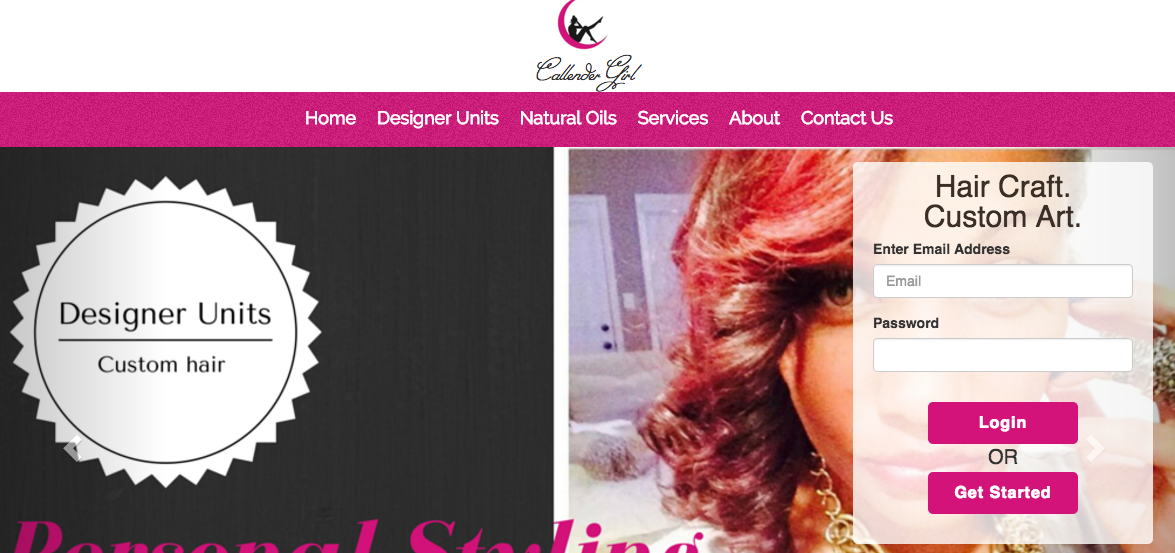 Callender Girl
Home Designer Units Natural Oils Services About Contact Us
Designer Units
Custom hair
Personal Styling
Hair Craft.
Custom Art.
Enter Email Address
Email
Password
Login
OR
Get Started